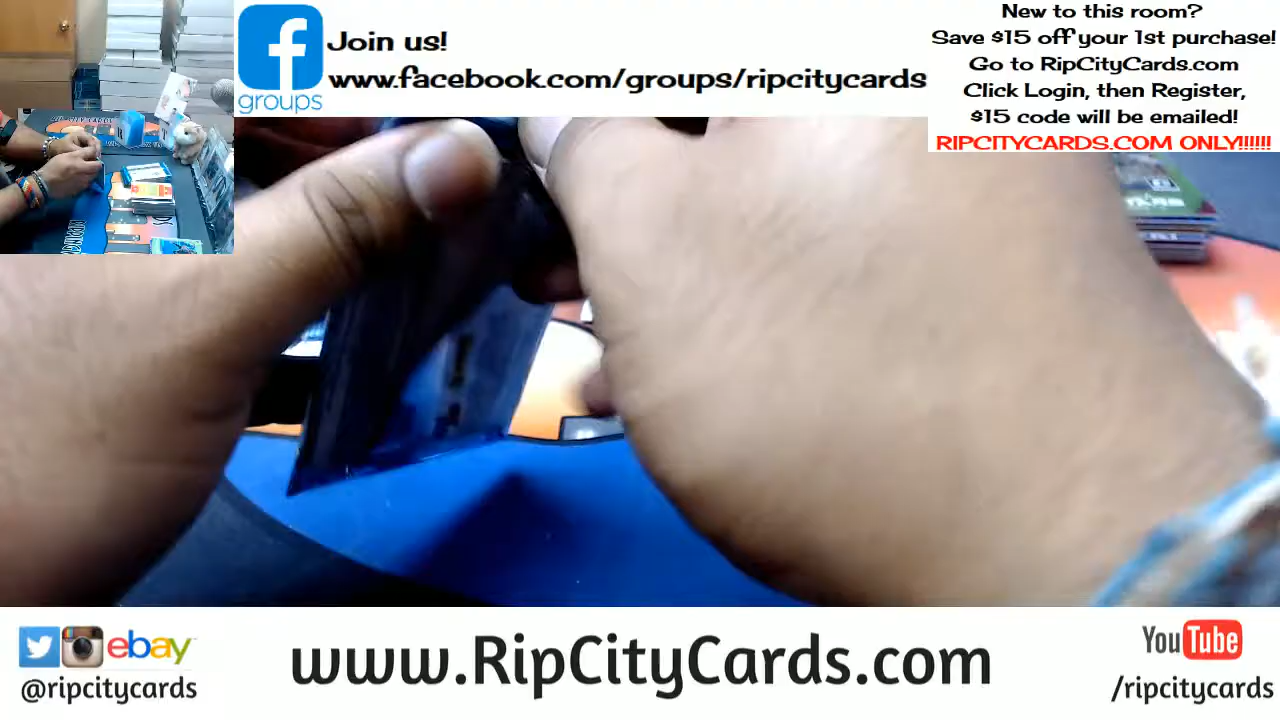 groups
Join us!
www.facebook.com/groups/ripcitycards
New to this room?
Save $15 off your 1st purchase!
Go to RipCityCards.com
Click Login, then Register,
$15 code will be emailed!
RIPCITYCARDS.COM ONLY!!!!!!
ebay
@ripcitycards
www.RipCityCards.com
YouTube
/ripcitycards